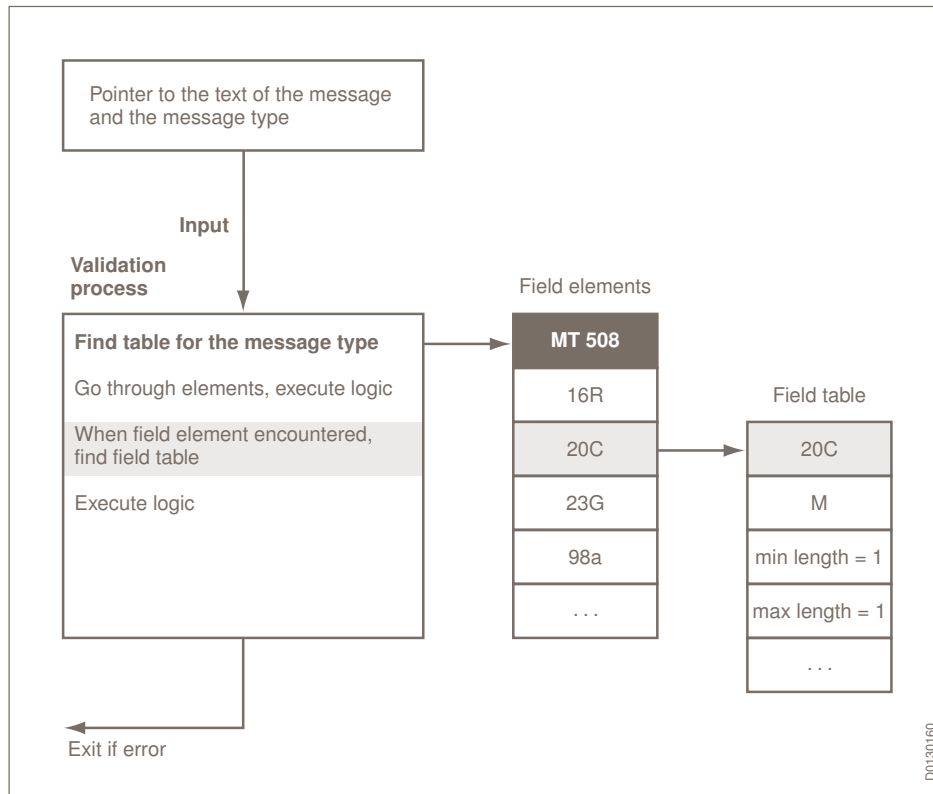 Pointer to the text of the message
and the message type
Input
Validation
process
Find table for the message type
Go through elements, execute logic
When field element encountered,
find field table
Execute logic
Exit if error
Field elements
MT 508
16R
20C
23G
98a
...
Field table
20C
M
min length = 1
max length = 1
...
D0130160